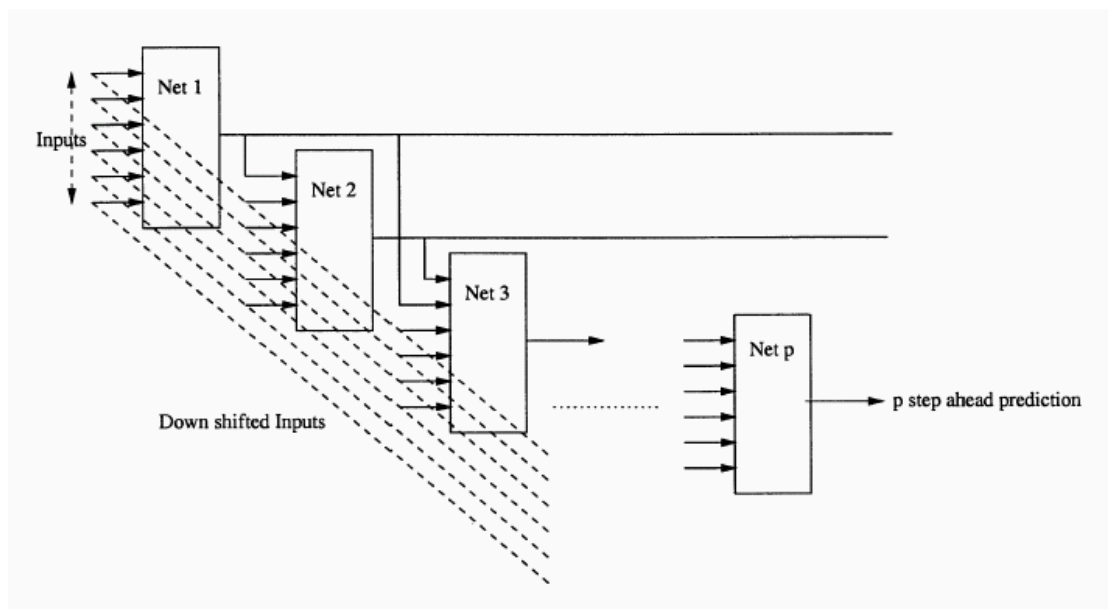 Net 1
Inputs
Net 2
Net 3
Net p
p step ahead prediction
Down shifted Inputs